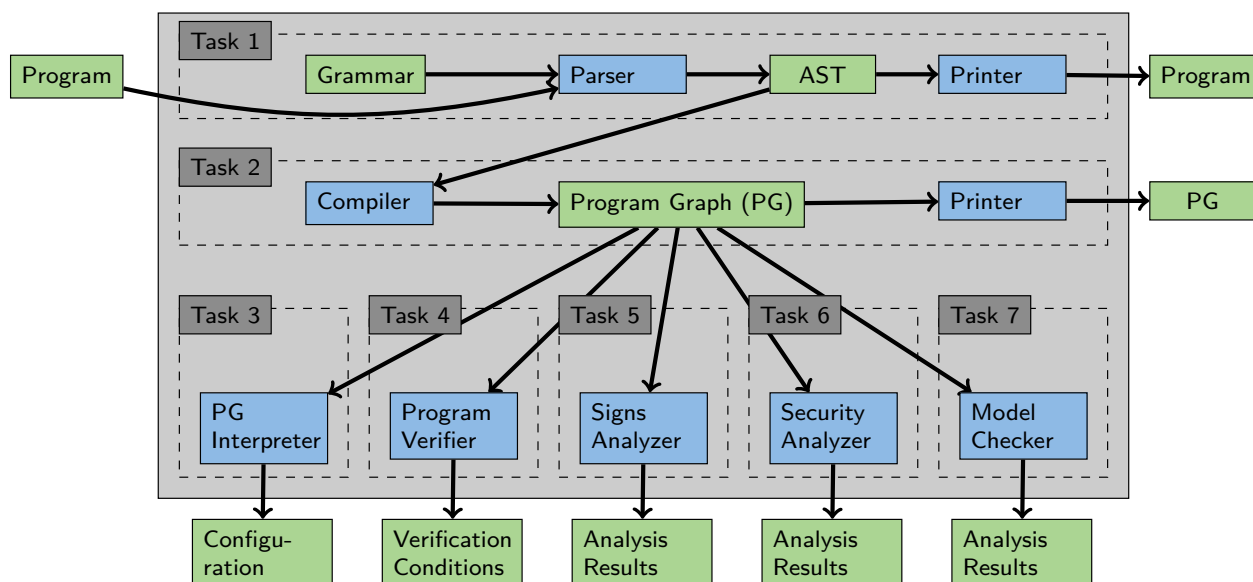 Task 1
Program
Grammar
Parser
AST
Printer
Program
Task 2
Compiler
Program Graph (PG)
Printer
PG
Task 3
Task 4
Task 5
Task 6
Task 7
PG
Interpreter
Program
Verifier
Signs
Analyzer
Security
Analyzer
Model
Checker
Configu-
ration
Verification
Conditions
Analysis
Results
Analysis
Results
Analysis
Results